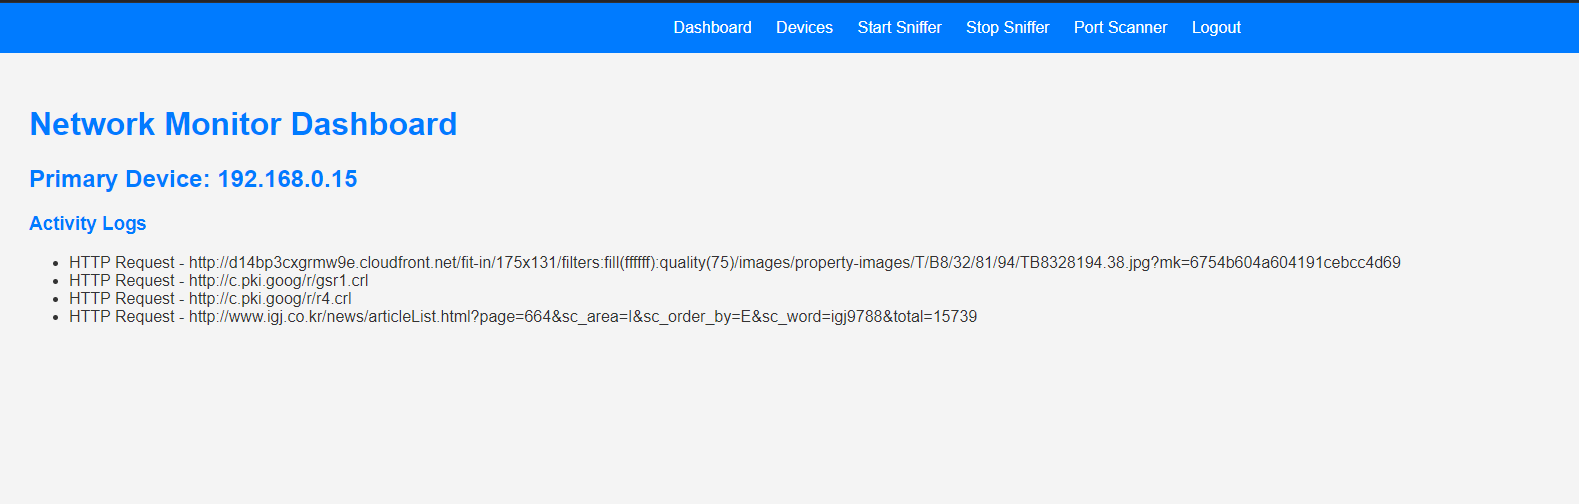 Dashboard Devices Start Sniffer Stop Sniffer Port Scanner Logout
Network Monitor Dashboard
Primary Device: 192.168.0.15
Activity Logs
HTTP Request - http://d14bp3cxgrmw9e.cloudfront.net/fit-in/175x131/filters:fill(ffffff):quality(75)/images/property-images/T/B8/32/81/94/TB8328194.38.jpg?mk=6754b604a604191cebcc4d69
HTTP Request - http://c.pki.goog/r/gsr1.crl
HTTP Request - http://c.pki.goog/r/r4.crl
HTTP Request - http://www.igj.co.kr/news/articleList.html?page=664&sc_area=I&sc_order_by=E&sc_word=igj9788&total=15739